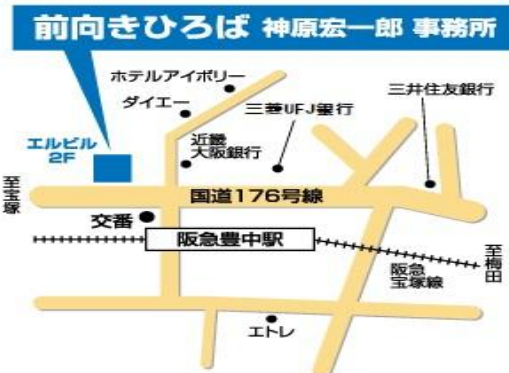 前向きひろば 神原宏一郎 事務所
ホテルアイボリー
ダイエー
三菱UFJ銀行
三井住友銀行
エルビル
2F
近畿
大阪銀行
至宝塚
国道176号線
交番
阪急豊中駅
至梅田
阪急
宝塚線
エトレ